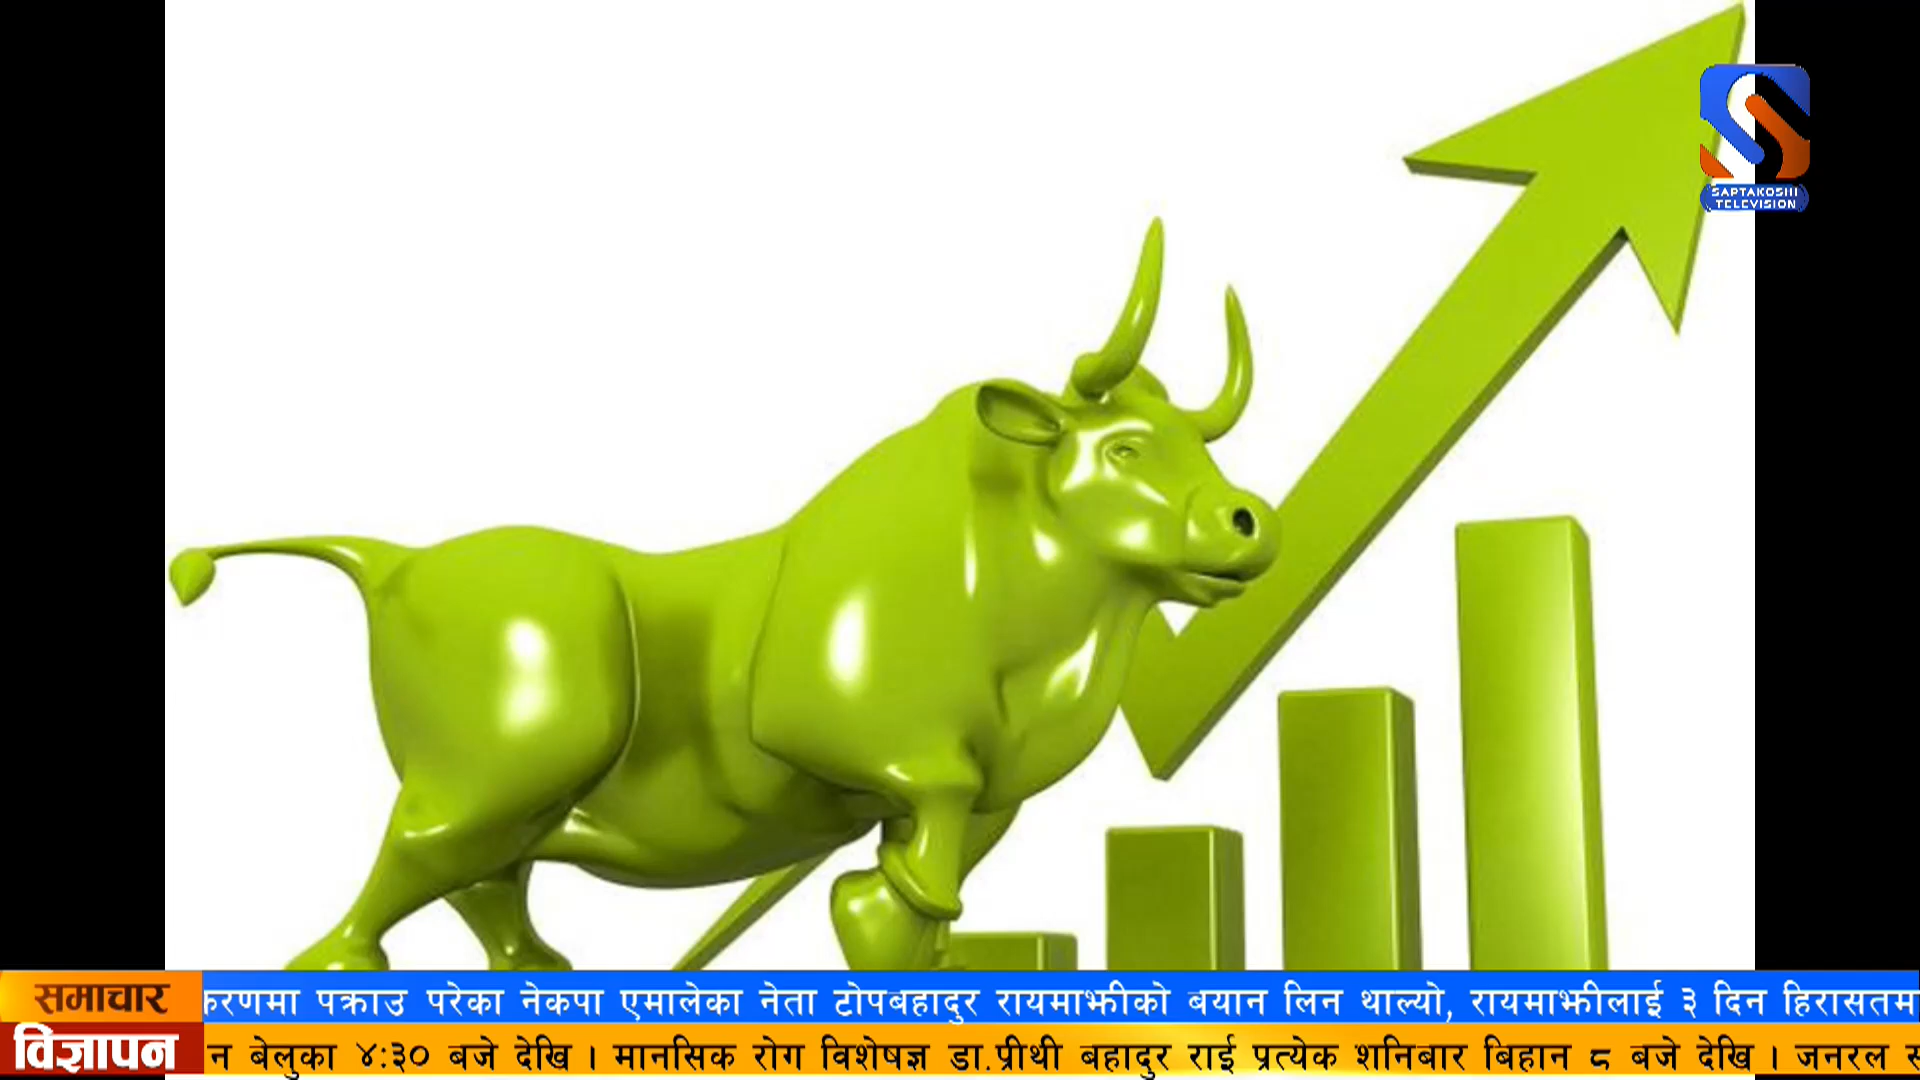 SAPTAKOSHI
TELEVISION
समाचार
करणमा पक्राउ परेका नेकपा एमालेका नेता टोपबहादुर रायमाझीको बयान लिन थाल्यो, रायमाझीलाई ३ दिन हिरासतमा
विज्ञापन
न बेलुका ४:३० बजे देखि । मानसिक रोग विशेषज्ञ डा.प्रीथी बहादुर राई प्रत्येक शनिबार बिहान ८ बजे देखि । जनरल